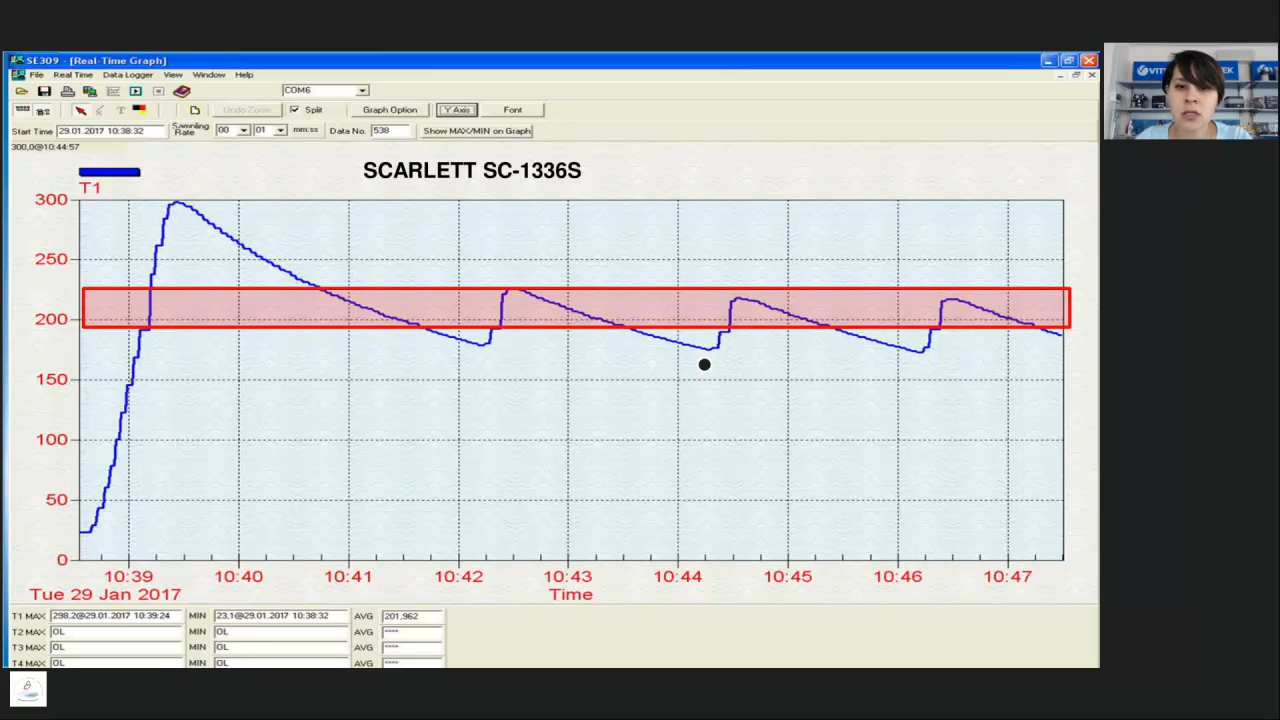 SE309 - [Real-Time Graph]
File Real Time Data Logger View Window Help
COM6
Undo Zoom Split Graph Option Y Axis Font
Start Time 29.01.2017 10:38:32 Sampling Rate 00 01 mm:ss Data No. 538 Show MAX/MIN on Graph
300,0@10:44:57
SCARLETT SC-1336S
T1
300
250
200
150
100
50
0
10:39 10:40 10:41 10:42 10:43 10:44 10:45 10:46 10:47
Tue 29 Jan 2017 Time
T1 MAX 298,2@29.01.2017 10:39:24 MIN 23,1@29.01.2017 10:38:32 AVG 201,962
T2 MAX OL MIN OL AVG ----
T3 MAX OL MIN OL AVG ----
T4 MAX OL MIN OL AVG ----